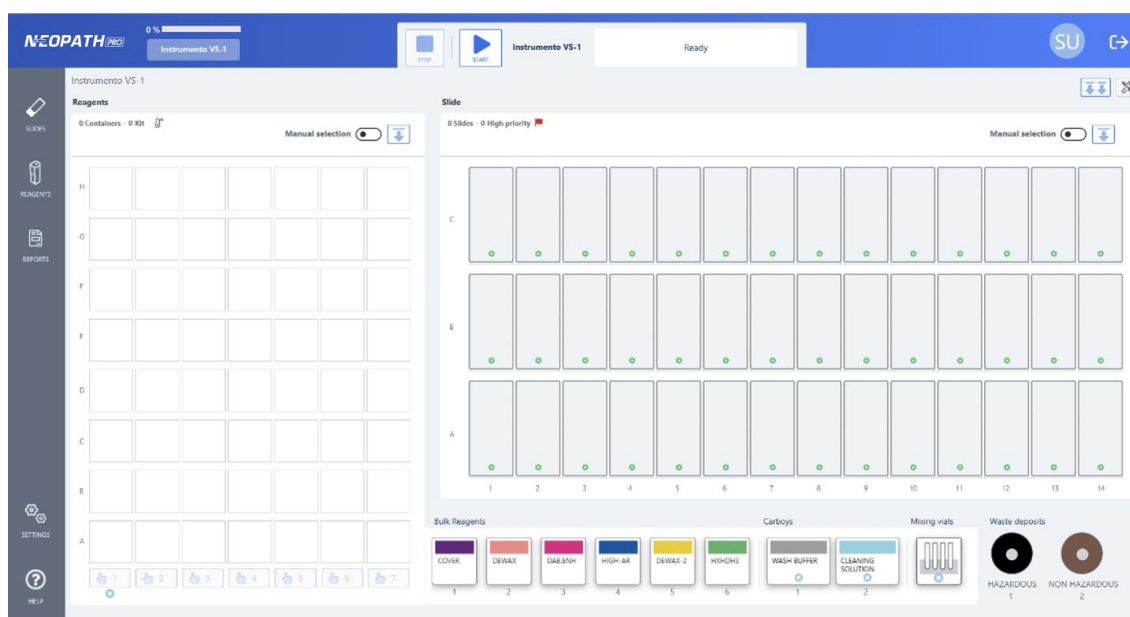 NEOPATH PRO
0 %
Instrumento VS-1
STOP
START
Instrumento VS-1
Ready
SU
Instrumento VS-1
SLIDES
REAGENTS
REPORTS
SETTINGS
HELP
Reagents
0 Containers - 0 Kit
Manual selection
H
G
F
E
D
C
B
A
1 2 3 4 5 6 7
Slide
0 Slides - 0 High priority
Manual selection
C
B
A
1 2 3 4 5 6 7 8 9 10 11 12 13 14
Bulk Reagents
COVER DEWAX DAB.ENH HIGH-AR DEWAX-2 HXHDH3
1 2 3 4 5 6
Carboys
WASH BUFFER CLEANING
SOLUTION
1 2
Mixing vials
Waste deposits
HAZARDOUS NON HAZARDOUS
1 2